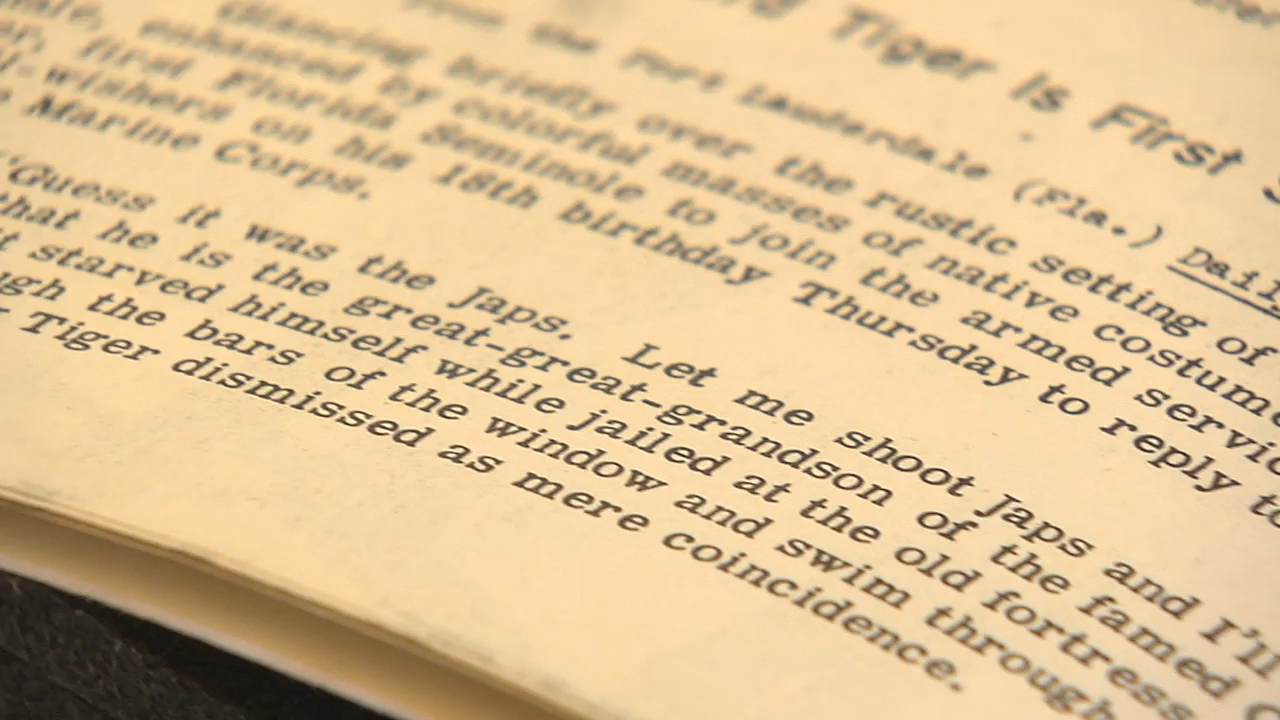 Tiger is First
the Fort Lauderdale (Fla.) Dail
Glancing briefly over the rustic setting of
enhanced by colorful masses of native costum
first Florida Seminole to join the armed servic
l-wishers on his 18th birthday Thursday to reply to
Marine Corps.
"Guess it was the Japs. Let me shoot Japs and I'll
that he is the great-great-grandson of the famed O
t starved himself while jailed at the old fortress
ugh the bars of the window and swim through
Tiger dismissed as mere coincidence.